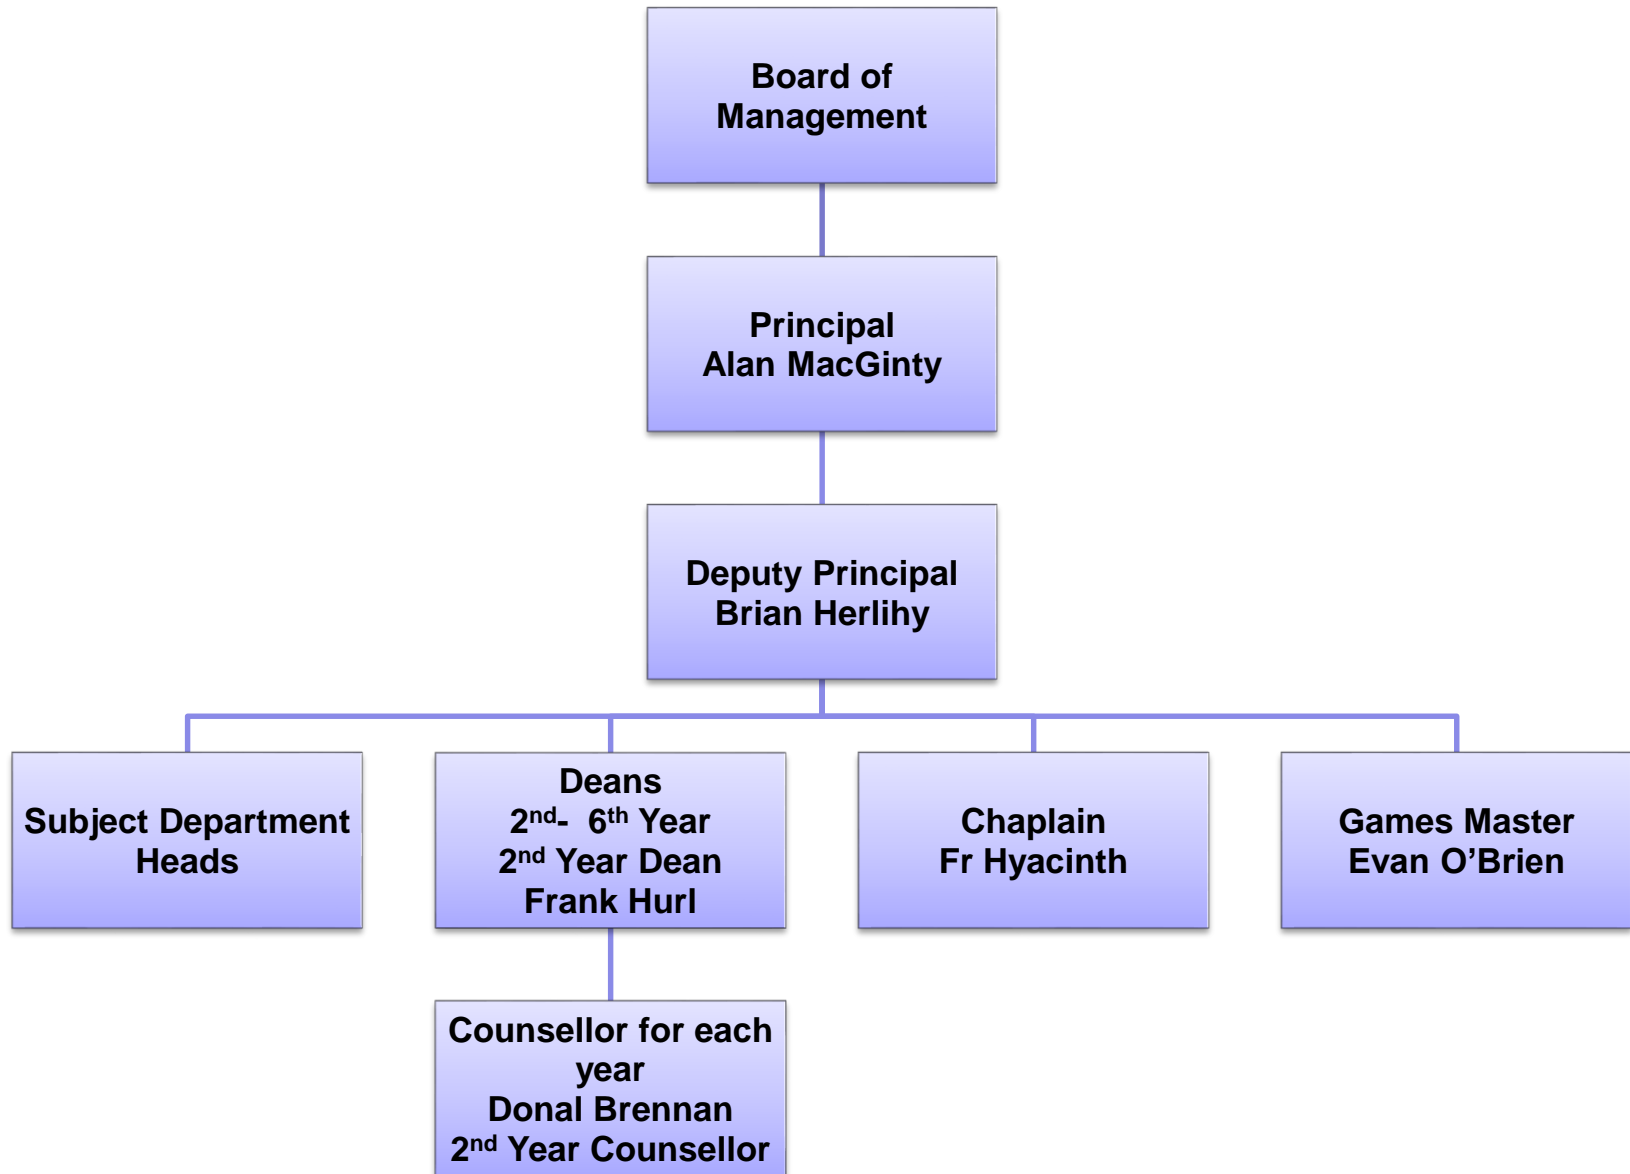 Board of
Management
Principal
Alan MacGinty
Deputy Principal
Brian Herlihy
Subject Department
Heads
Deans
2nd- 6th Year
2nd Year Dean
Frank Hurl
Chaplain
Fr Hyacinth
Games Master
Evan O’Brien
Counsellor for each
year
Donal Brennan
2nd Year Counsellor